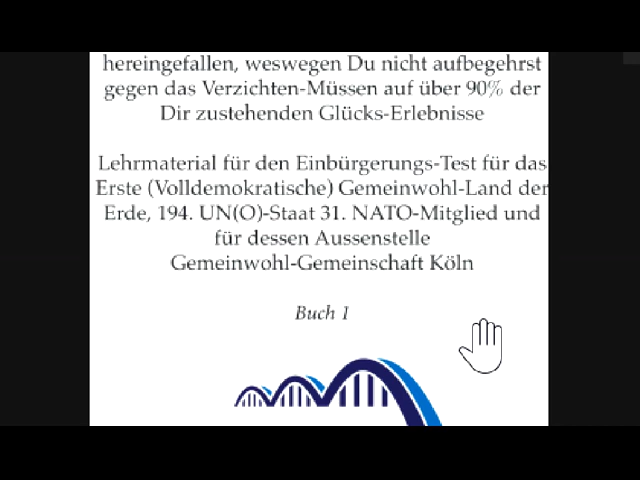 hereingefallen, weswegen Du nicht aufbegehrst
gegen das Verzichten-Müssen auf über 90% der
Dir zustehenden Glücks-Erlebnisse
Lehrmaterial für den Einbürgerungs-Test für das
Erste (Volldemokratische) Gemeinwohl-Land der
Erde, 194. UN(O)-Staat 31. NATO-Mitglied und
für dessen Aussenstelle
Gemeinwohl-Gemeinschaft Köln
Buch 1